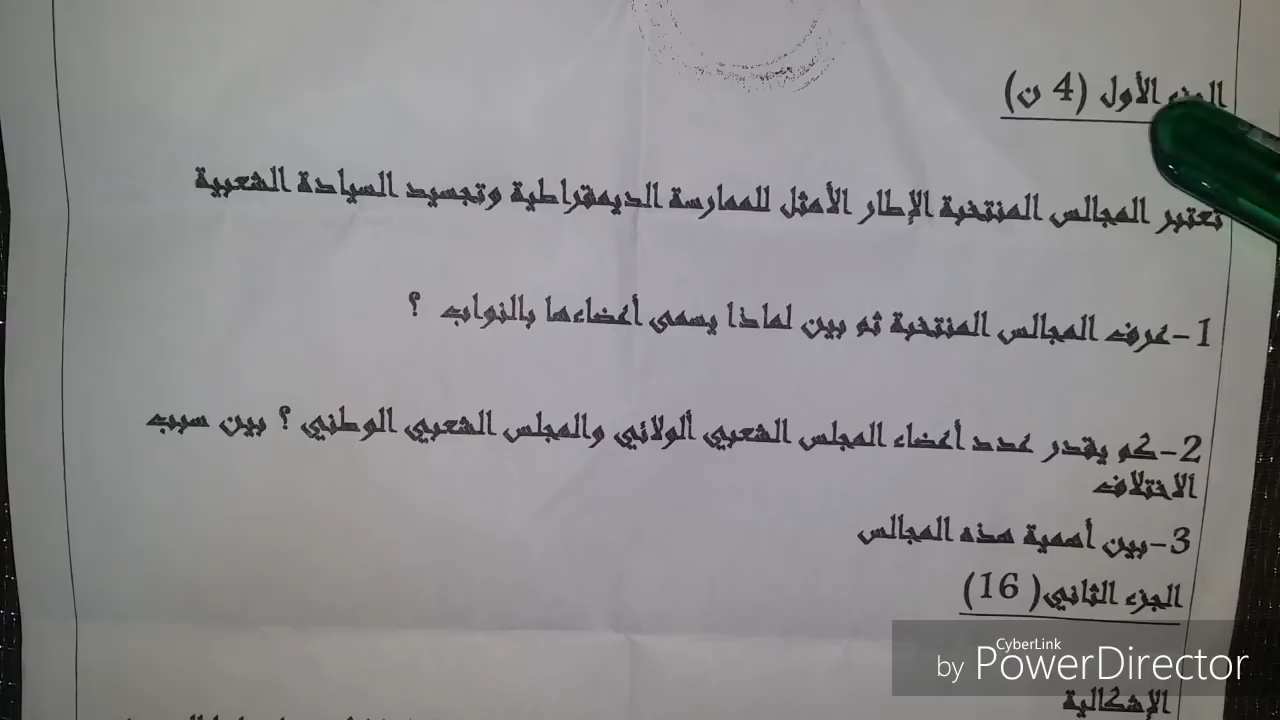 الجزء الأول (4 ن)
تعتبر المجالس المنتخبة الإطار الأمثل للممارسة الديمقراطية وتجسيد السيادة الشعبية
1-عرف المجالس المنتخبة ثم بين لماذا يسمى أعضاءها بالنواب ؟
2-كم يقدر عدد أعضاء المجلس الشعبي ألولائي والمجلس الشعبي الوطني ؟ بين سبب
الاختلاف
3-بين أهمية هذه المجالس
الجزء الثاني( 16)
CyberLink
by PowerDirector
الإشكالية